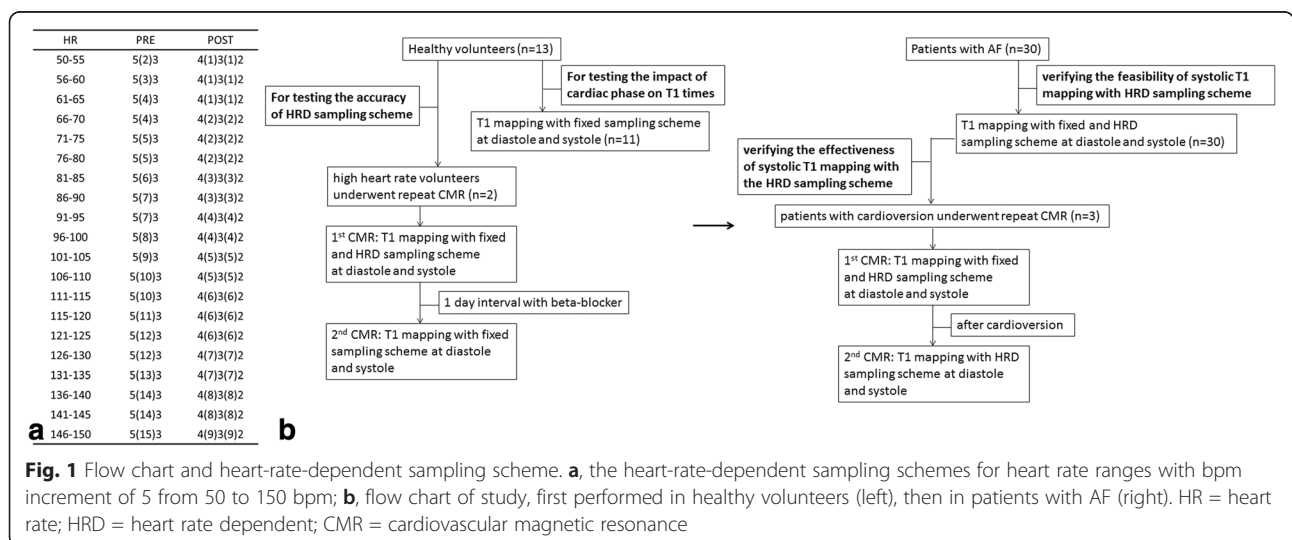 HR PRE POST
50-55 5(2)3 4(1)3(1)2
56-60 5(3)3 4(1)3(1)2
61-65 5(4)3 4(1)3(1)2
66-70 5(4)3 4(2)3(2)2
71-75 5(5)3 4(2)3(2)2
76-80 5(5)3 4(2)3(2)2
81-85 5(6)3 4(3)3(3)2
86-90 5(7)3 4(3)3(3)2
91-95 5(7)3 4(4)3(4)2
96-100 5(8)3 4(4)3(4)2
101-105 5(9)3 4(5)3(5)2
106-110 5(10)3 4(5)3(5)2
111-115 5(10)3 4(6)3(6)2
115-120 5(11)3 4(6)3(6)2
121-125 5(12)3 4(6)3(6)2
126-130 5(12)3 4(7)3(7)2
131-135 5(13)3 4(7)3(7)2
136-140 5(14)3 4(8)3(8)2
141-145 5(14)3 4(8)3(8)2
146-150 5(15)3 4(9)3(9)2
a
b
Healthy volunteers (n=13)
For testing the accuracy
of HRD sampling scheme
For testing the impact of
cardiac phase on T1 times
T1 mapping with fixed sampling scheme
at diastole and systole (n=11)
high heart rate volunteers
underwent repeat CMR (n=2)
1st CMR: T1 mapping with fixed
and HRD sampling scheme
at diastole and systole
1 day interval with beta-blocker
2nd CMR: T1 mapping with fixed
sampling scheme at diastole
and systole
Patients with AF (n=30)
verifying the feasibility of systolic T1
mapping with HRD sampling scheme
T1 mapping with fixed and HRD
sampling scheme at diastole and systole (n=30)
verifying the effectiveness
of systolic T1 mapping with
the HRD sampling scheme
patients with cardioversion underwent repeat CMR (n=3)
1st CMR: T1 mapping with fixed
and HRD sampling scheme
at diastole and systole
after cardioversion
2nd CMR: T1 mapping with HRD
sampling scheme at diastole
and systole
Fig. 1 Flow chart and heart-rate-dependent sampling scheme. a, the heart-rate-dependent sampling schemes for heart rate ranges with bpm
increment of 5 from 50 to 150 bpm; b, flow chart of study, first performed in healthy volunteers (left), then in patients with AF (right). HR = heart
rate; HRD = heart rate dependent; CMR = cardiovascular magnetic resonance